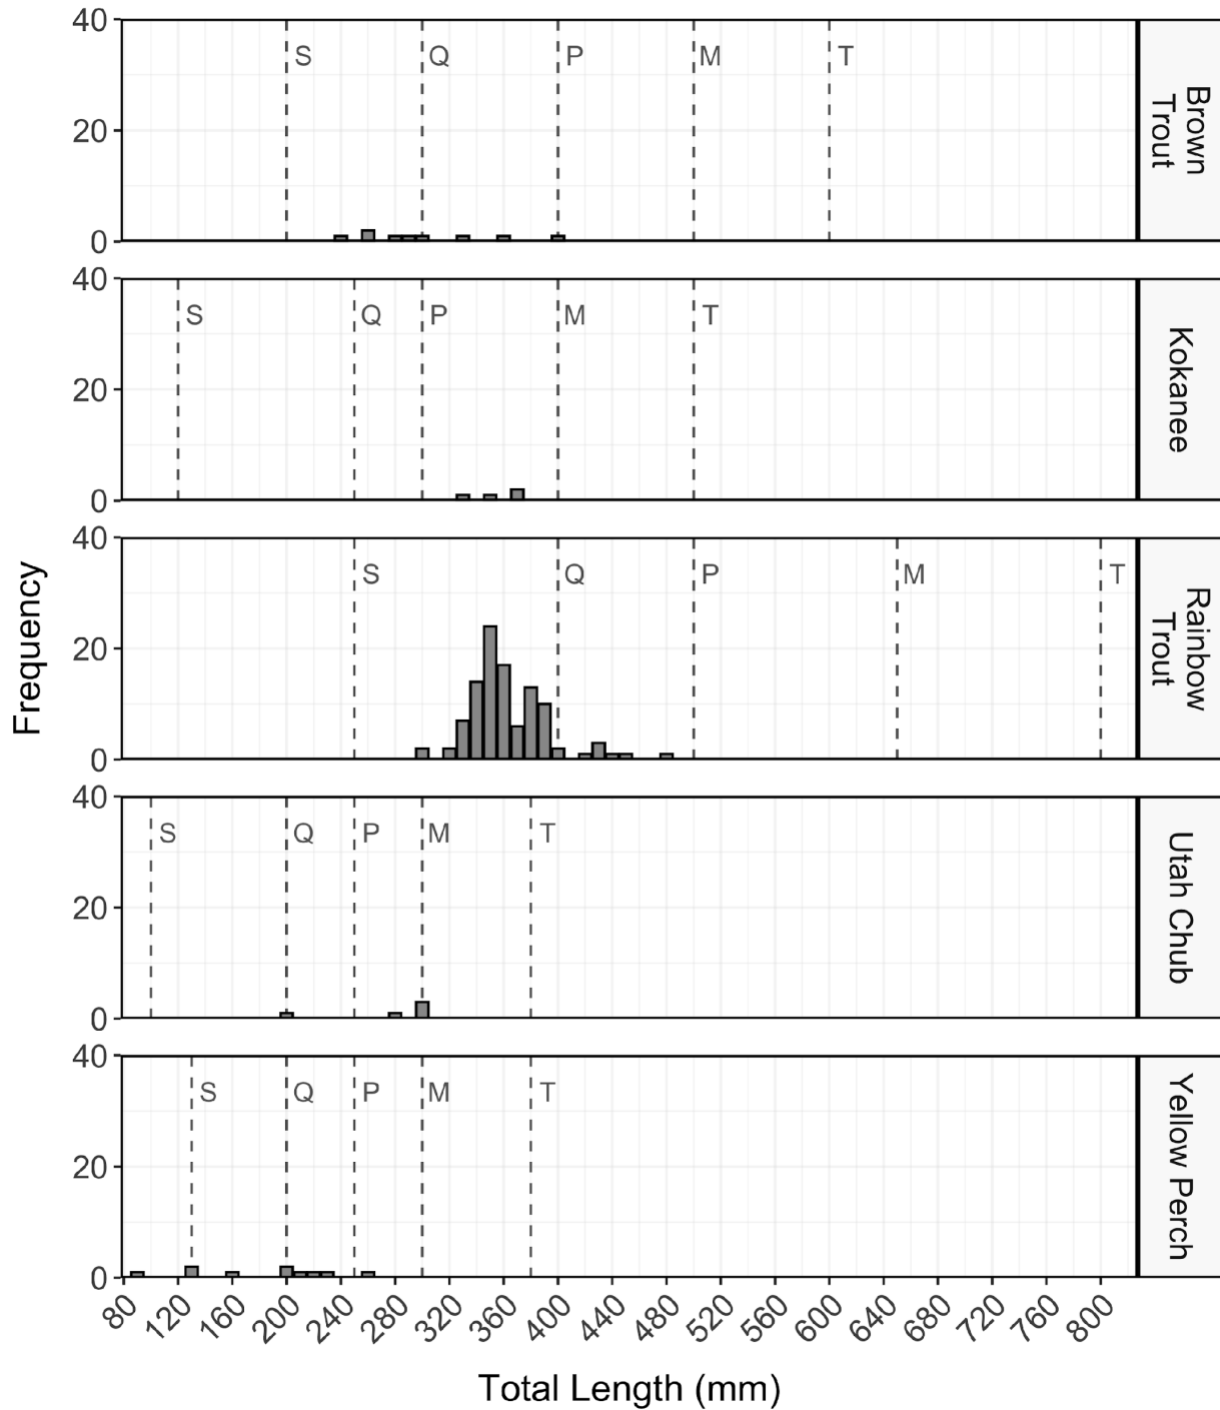 40
20
0
S Q P M T
Brown
Trout
40
20
0
S Q P M T
Kokanee
40
20
0
S Q P M T
Rainbow
Trout
40
20
0
S Q P M T
Utah Chub
40
20
0
S Q P M T
Yellow Perch
Frequency
80 120 160 200 240 280 320 360 400 440 480 520 560 600 640 680 720 760 800
Total Length (mm)